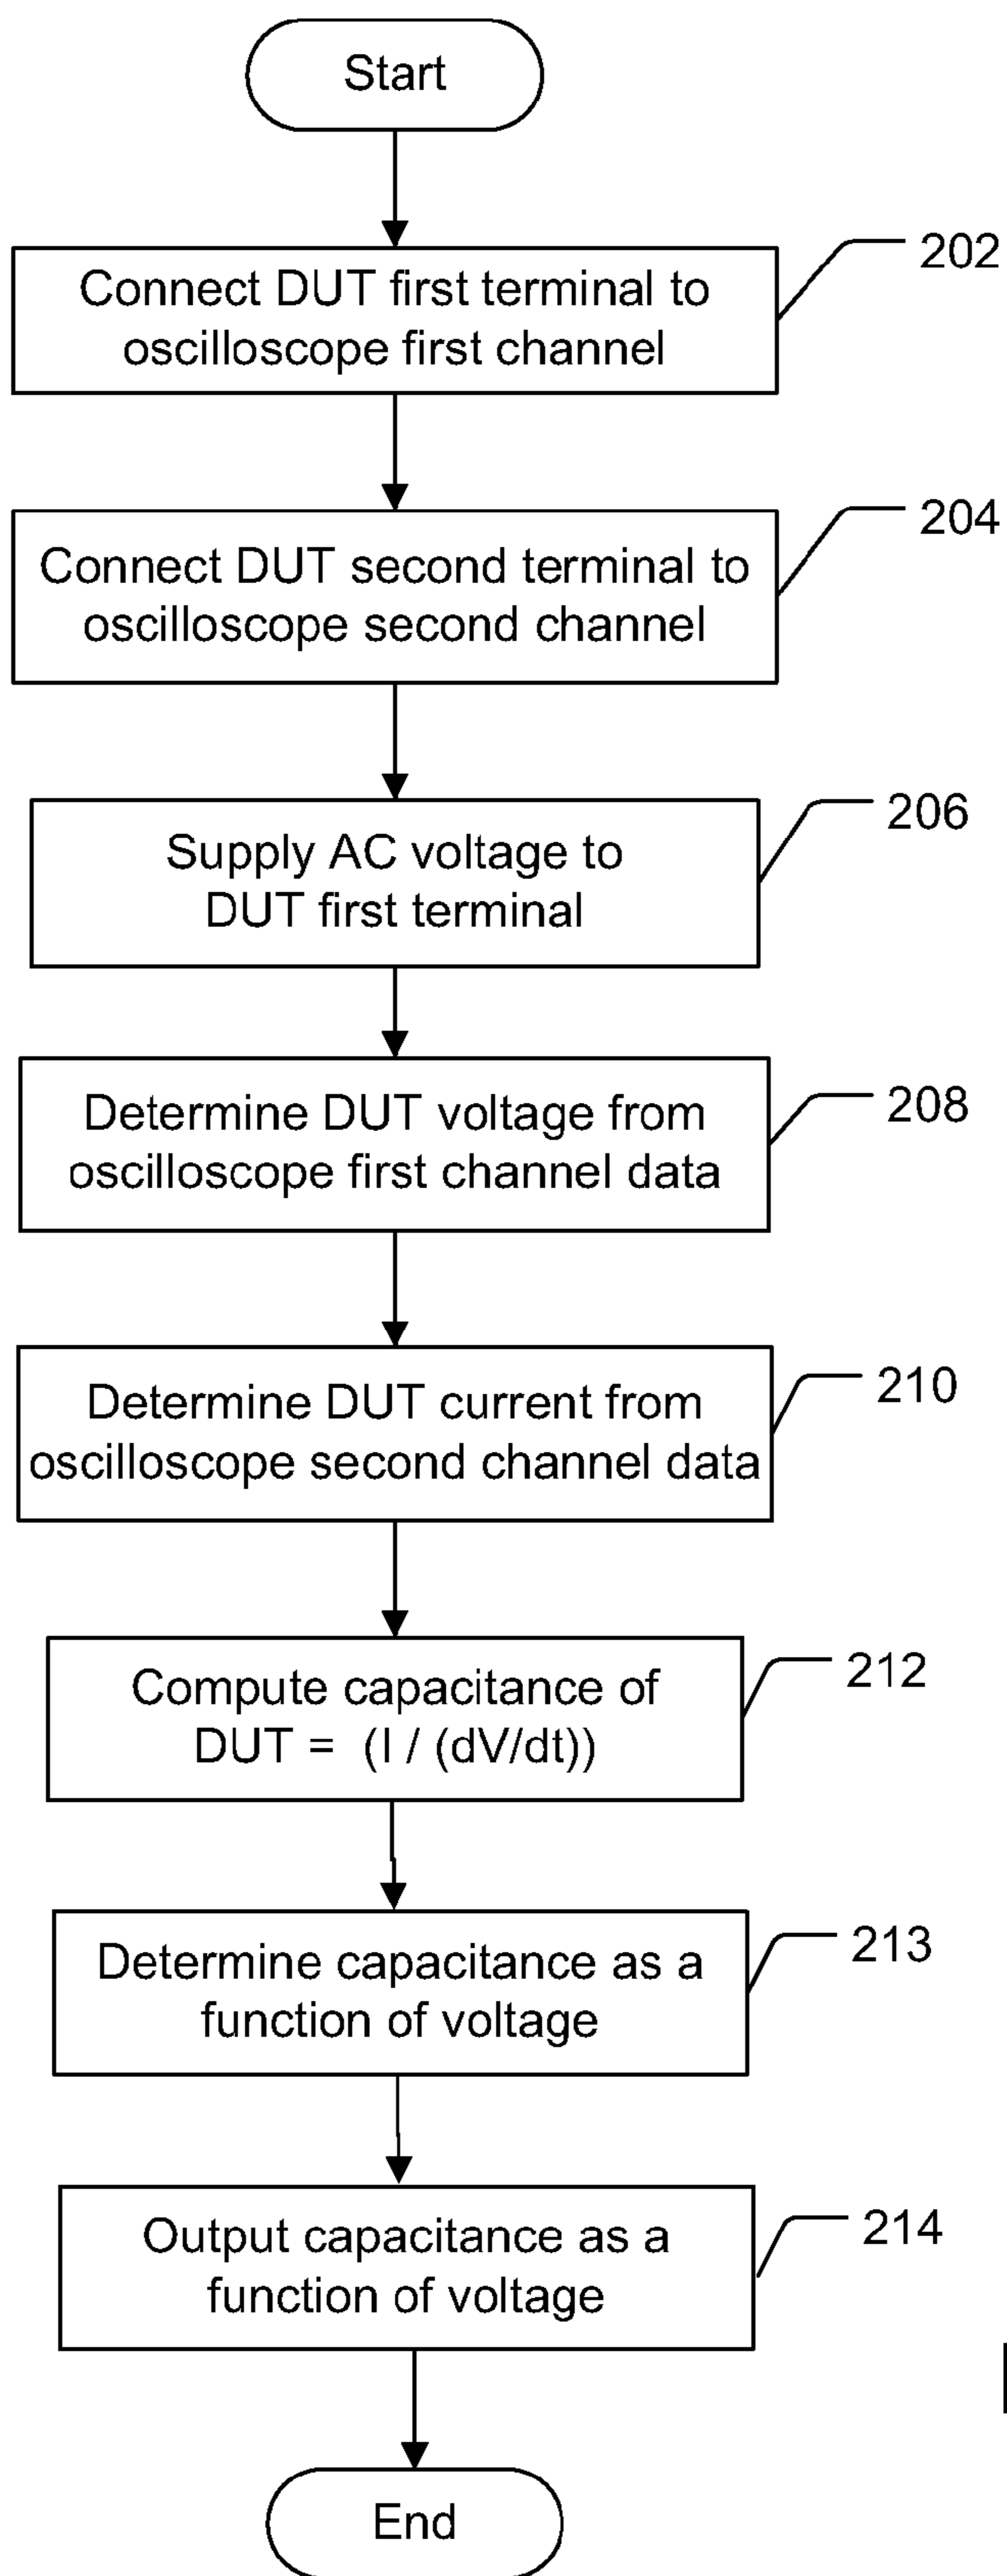 Start
Connect DUT first terminal to
oscilloscope first channel
202
Connect DUT second terminal to
oscilloscope second channel
204
Supply AC voltage to
DUT first terminal
206
Determine DUT voltage from
oscilloscope first channel data
208
Determine DUT current from
oscilloscope second channel data
210
Compute capacitance of
DUT = (I / (dV/dt))
212
Determine capacitance as a
function of voltage
213
Output capacitance as a
function of voltage
214
End